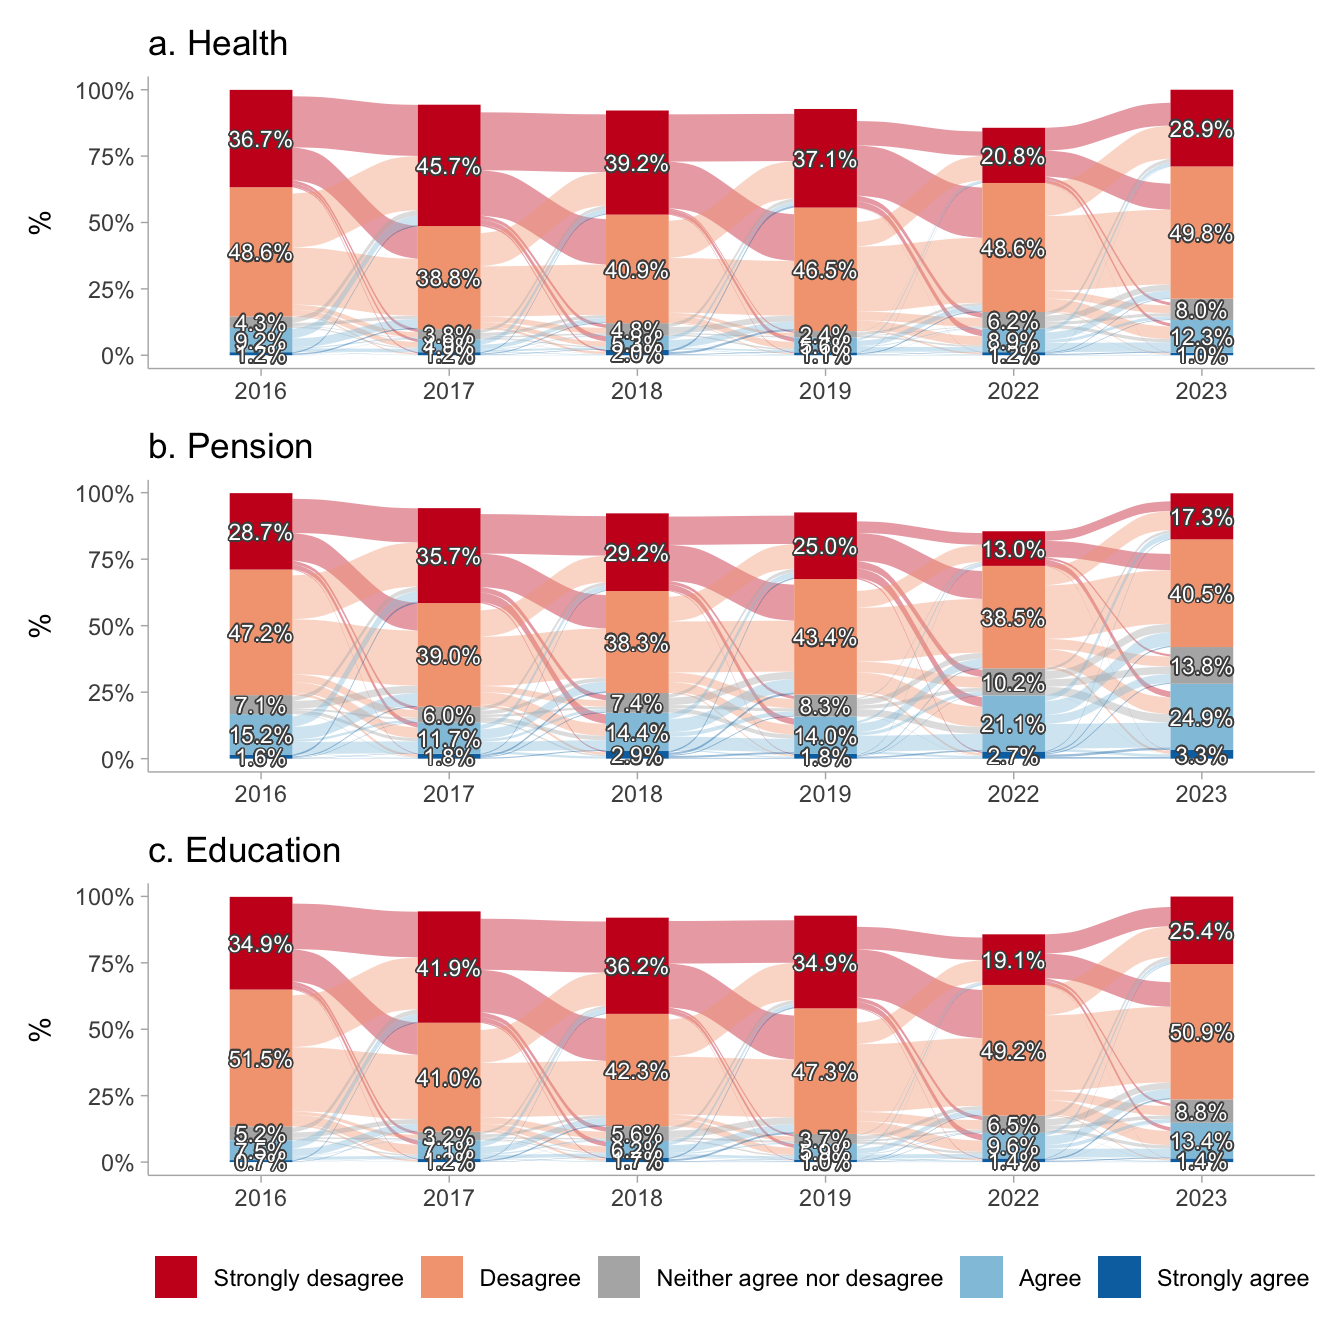 a. Health
%
100%
75%
50%
25%
0%
36.7% 45.7% 39.2% 37.1% 20.8% 28.9%
48.6% 38.8% 40.9% 46.5% 48.6% 49.8%
4.3% 3.8% 4.8% 2.4% 6.2% 8.0%
9.2% 8.9% 12.3%
1.2% 1.2% 2.0% 1.1% 1.2% 1.0%
2016 2017 2018 2019 2022 2023
b. Pension
%
100%
75%
50%
25%
0%
28.7% 35.7% 29.2% 25.0% 13.0% 17.3%
47.2% 39.0% 38.3% 43.4% 38.5% 40.5%
7.1% 6.0% 7.4% 8.3% 10.2% 13.8%
15.2% 11.7% 14.4% 14.0% 21.1% 24.9%
1.6% 1.8% 2.9% 1.8% 2.7% 3.3%
2016 2017 2018 2019 2022 2023
c. Education
%
100%
75%
50%
25%
0%
34.9% 41.9% 36.2% 34.9% 19.1% 25.4%
51.5% 41.0% 42.3% 47.3% 49.2% 50.9%
5.2% 3.2% 5.6% 3.7% 6.5% 8.8%
7.5% 7.1% 6.2% 5.9% 9.6% 13.4%
0.7% 1.2% 1.7% 1.0% 1.4% 1.4%
2016 2017 2018 2019 2022 2023
Strongly desagree Desagree Neither agree nor desagree Agree Strongly agree